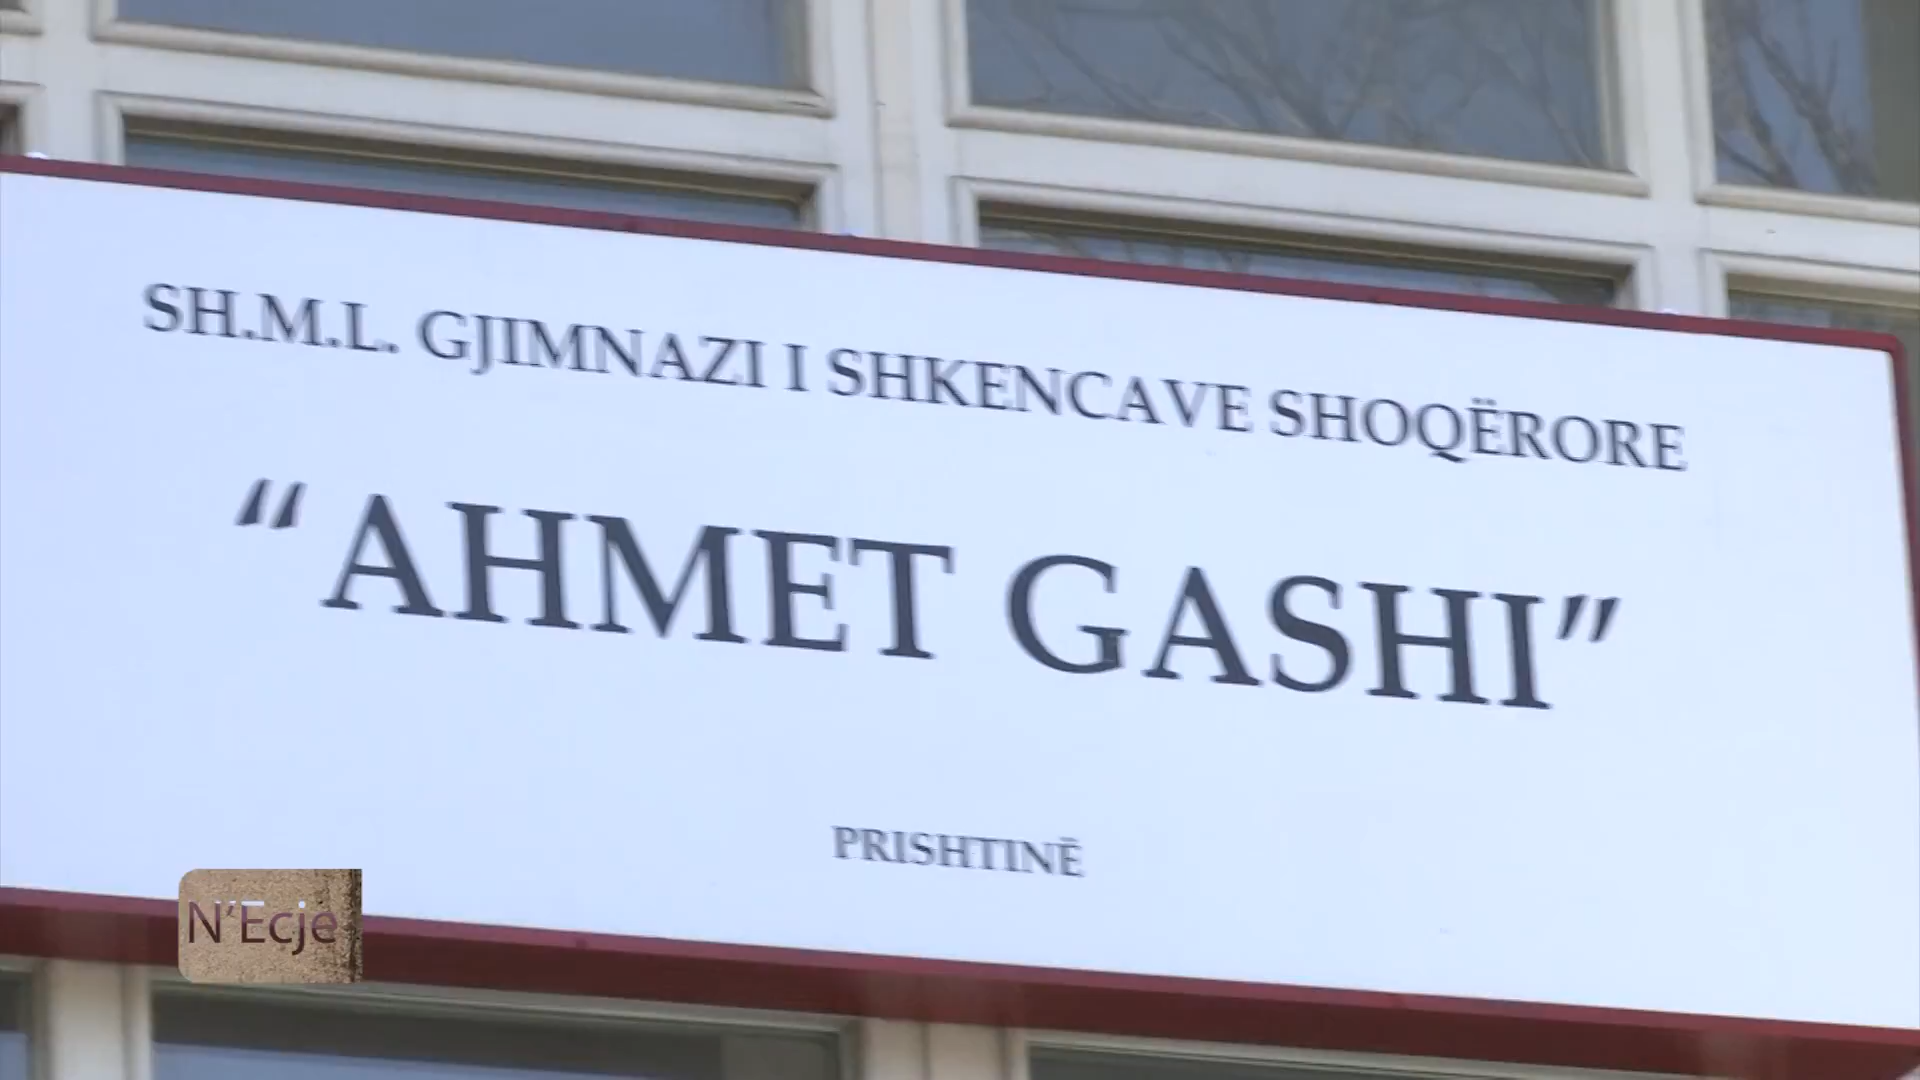 SH.M.L. GJIMNAZI I SHKENCAVE SHOQËRORE
“AHMET GASHI”
PRISHTINË
N'Ecje